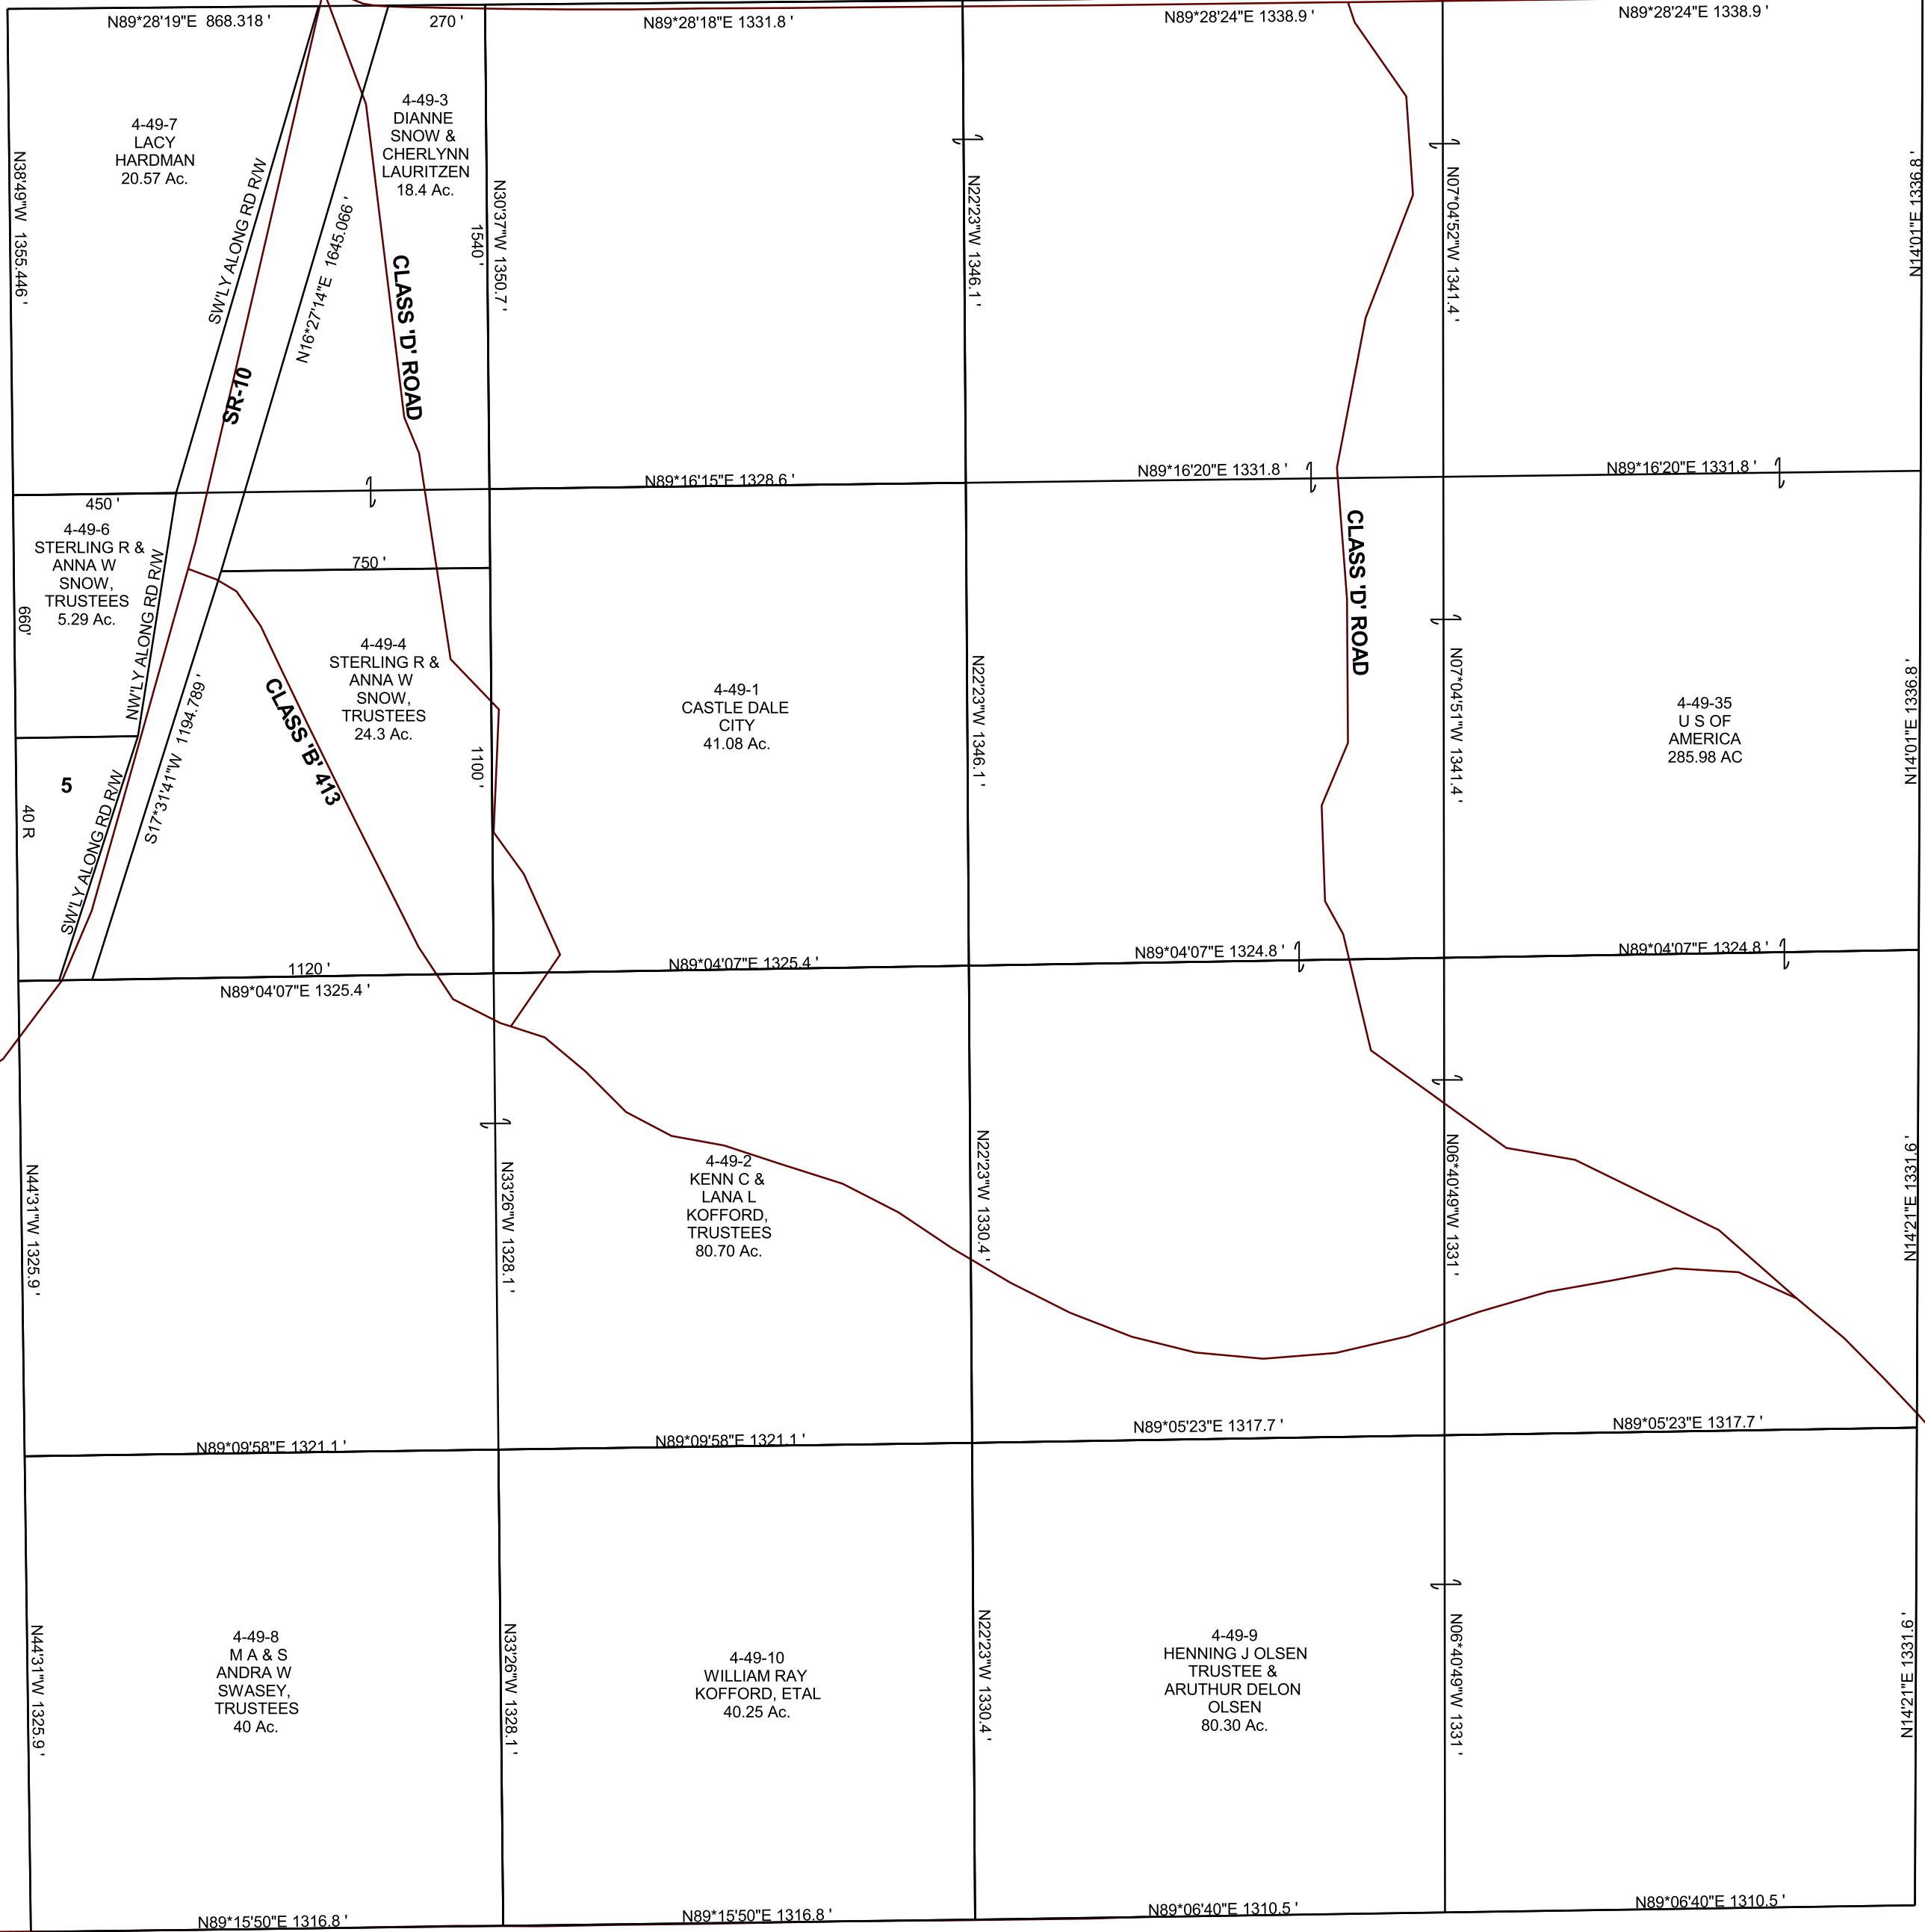 N89*28'19"E 868.318 '
270 '
N89*28'18"E 1331.8 '
N89*28'24"E 1338.9 '
N89*28'24"E 1338.9 '
4-49-7
LACY
HARDMAN
20.57 Ac.
4-49-3
DIANNE
SNOW &
CHERLYNN
LAURITZEN
18.4 Ac.
N38'49"W 1355.446 '
SW'LY ALONG RD R/W
SR-10
N16*27'14"E 1645.066 '
CLASS 'D' ROAD
1540 '
N30'37"W 1350.7 '
N22'23"W 1346.1 '
N07*04'52"W 1341.4 '
N14'01"E 1336.8 '
450 '
N89*16'15"E 1328.6 '
N89*16'20"E 1331.8 '
N89*16'20"E 1331.8 '
4-49-6
STERLING R &
ANNA W
SNOW,
TRUSTEES
5.29 Ac.
660'
NW'LY ALONG RD R/W
750 '
4-49-4
STERLING R &
ANNA W
SNOW,
TRUSTEES
24.3 Ac.
CLASS 'B' 413
S17*31'41"W 1194.789 '
1100 '
4-49-1
CASTLE DALE
CITY
41.08 Ac.
N22'23"W 1346.1 '
CLASS 'D' ROAD
N07*04'51"W 1341.4 '
4-49-35
U S OF
AMERICA
285.98 AC
N14'01"E 1336.8 '
5
40 R
SW'LY ALONG RD R/W
1120 '
N89*04'07"E 1325.4 '
N89*04'07"E 1325.4 '
N89*04'07"E 1324.8 '
N89*04'07"E 1324.8 '
N44'31"W 1325.9 '
N33'26"W 1328.1 '
4-49-2
KENN C &
LANA L
KOFFORD,
TRUSTEES
80.70 Ac.
N22'23"W 1330.4 '
N06*40'49"W 1331 '
N14'21"E 1331.6 '
N89*09'58"E 1321.1 '
N89*09'58"E 1321.1 '
N89*05'23"E 1317.7 '
N89*05'23"E 1317.7 '
N44'31"W 1325.9 '
4-49-8
M A & S
ANDRA W
SWASEY,
TRUSTEES
40 Ac.
N33'26"W 1328.1 '
4-49-10
WILLIAM RAY
KOFFORD, ETAL
40.25 Ac.
N22'23"W 1330.4 '
4-49-9
HENNING J OLSEN
TRUSTEE &
ARUTHUR DELON
OLSEN
80.30 Ac.
N06*40'49"W 1331 '
N14'21"E 1331.6 '
N89*15'50"E 1316.8 '
N89*15'50"E 1316.8 '
N89*06'40"E 1310.5 '
N89*06'40"E 1310.5 '